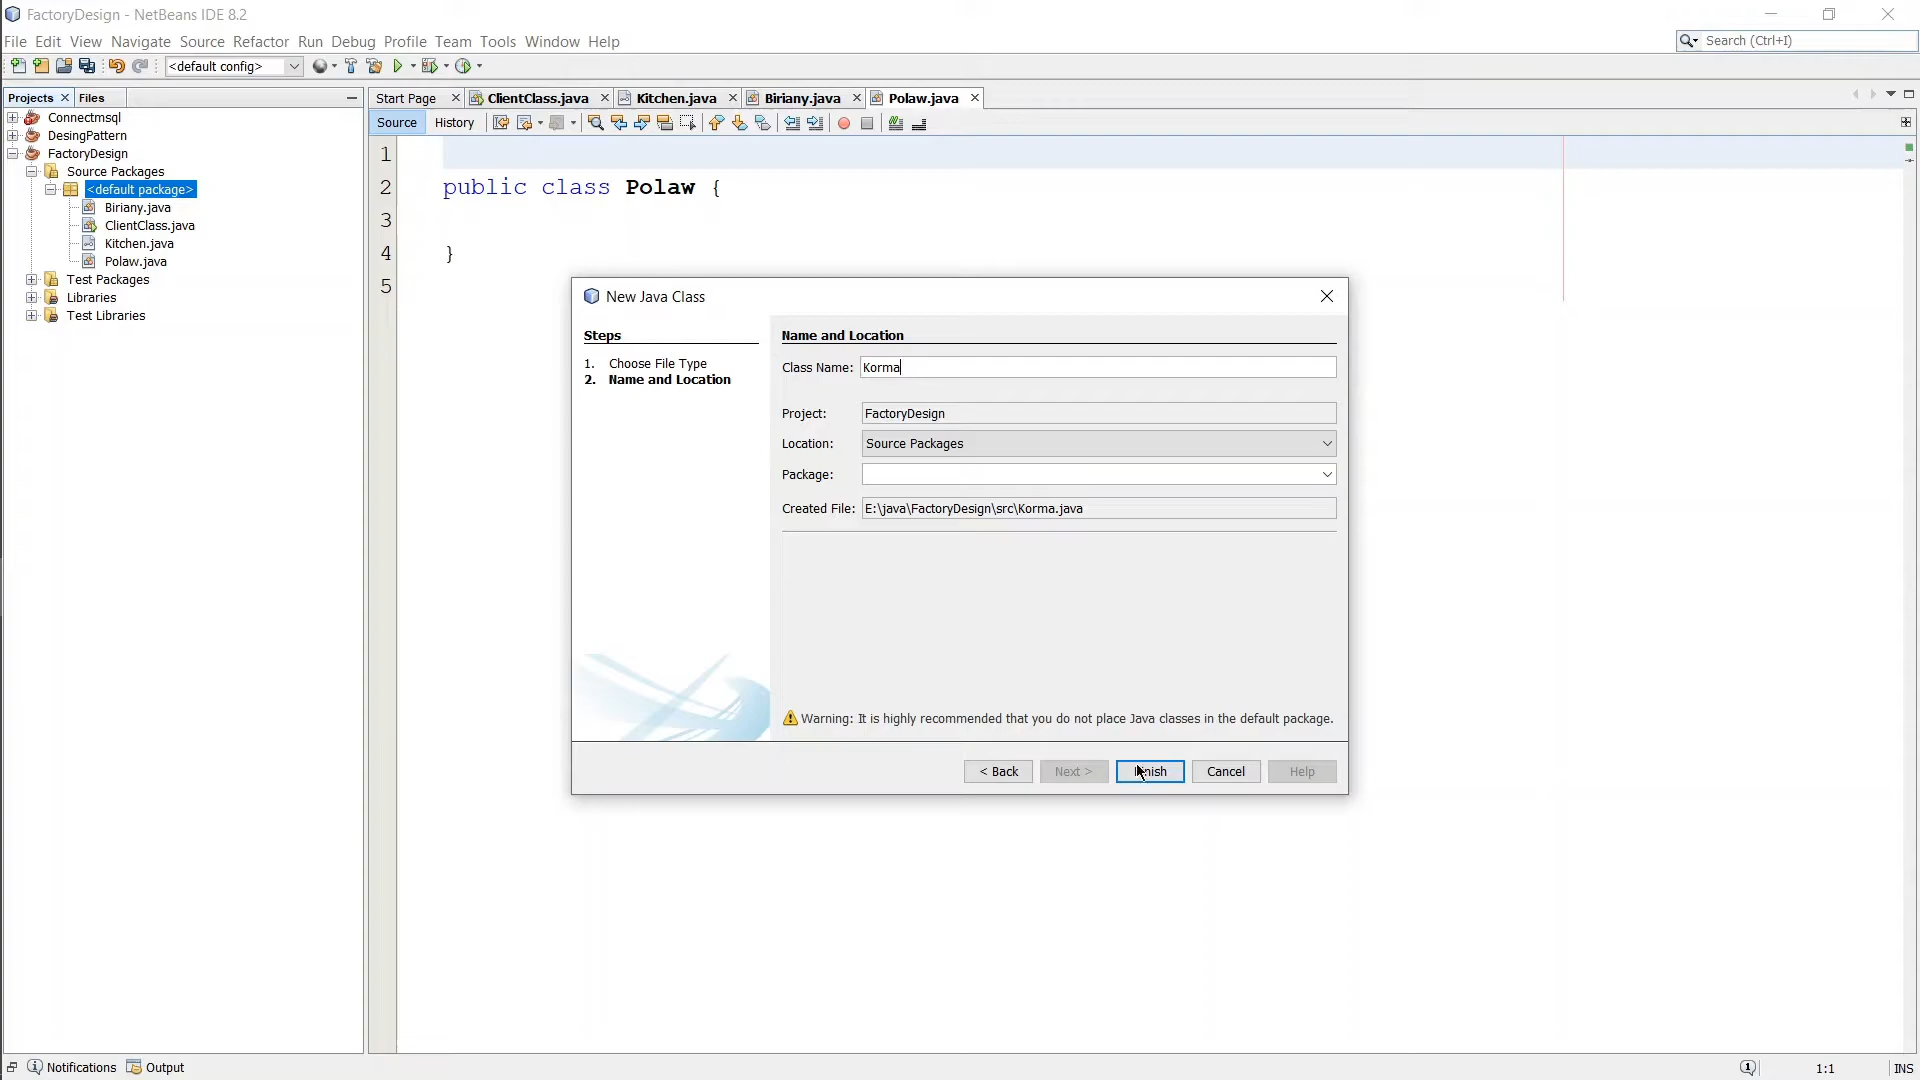 FactoryDesign - NetBeans IDE 8.2
File Edit View Navigate Source Refactor Run Debug Profile Team Tools Window Help
Search (Ctrl+I)
<default config>
Projects Files
Start Page ClientClass.java Kitchen.java Biriany.java Polaw.java
Source History
Connectmsql
DesingPattern
FactoryDesign
Source Packages
<default package>
Biriany.java
ClientClass.java
Kitchen.java
Polaw.java
Test Packages
Libraries
Test Libraries
1
2 public class Polaw {
3
4 }
5
New Java Class
Steps
1. Choose File Type
2. Name and Location
Name and Location
Class Name: Korma
Project: FactoryDesign
Location: Source Packages
Package:
Created File: E:\java\FactoryDesign\src\Korma.java
Warning: It is highly recommended that you do not place Java classes in the default package.
< Back Next > Finish Cancel Help
Notifications Output
1:1 INS